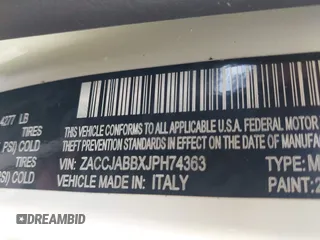 4277 LB
TIRES
PSI) COLD
TIRES
PSI) COLD
THIS VEHICLE CONFORMS TO ALL APPLICABLE U.S.A. FEDERAL MOTOR
THEFT PREVENTION STANDARDS IN EFFECT ON THE DATE OF MANUFA
VIN: ZACCJABBXJPH74363 TYPE: M
VEHICLE MADE IN: ITALY PAINT: 2
DREAMBID